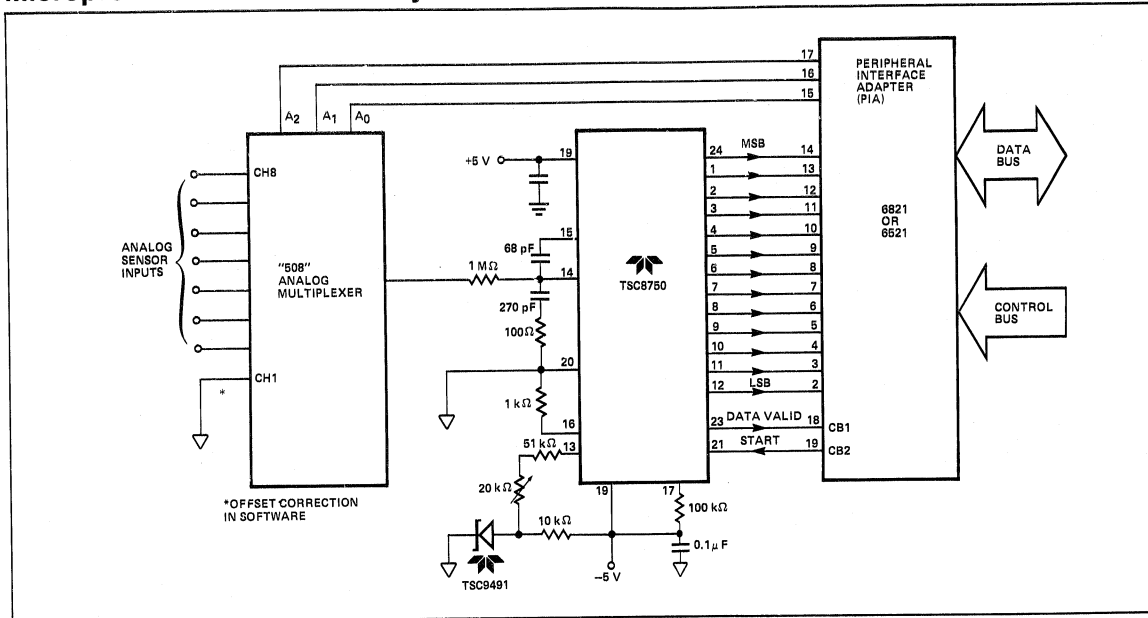 A2
A1
A0
17
16
15
PERIPHERAL
INTERFACE
ADAPTER
(PIA)
CH8
ANALOG
SENSOR
INPUTS
"508"
ANALOG
MULTIPLEXER
CH1
*
*OFFSET CORRECTION
IN SOFTWARE
+5 V
19
15
68 pF
1 MΩ
14
270 pF
100Ω
20
1 kΩ
16
51 kΩ
13
20 kΩ
10 kΩ
TSC9491
19
17
100 kΩ
0.1μF
–5 V
TSC8750
24 MSB 14
1 13
2 12
3 11
4 10
5 9
6 8
7 7
8 6
9 5
10 4
11 3
12 LSB 2
23 DATA VALID 18 CB1
21 START 19 CB2
6821
OR
6521
DATA
BUS
CONTROL
BUS